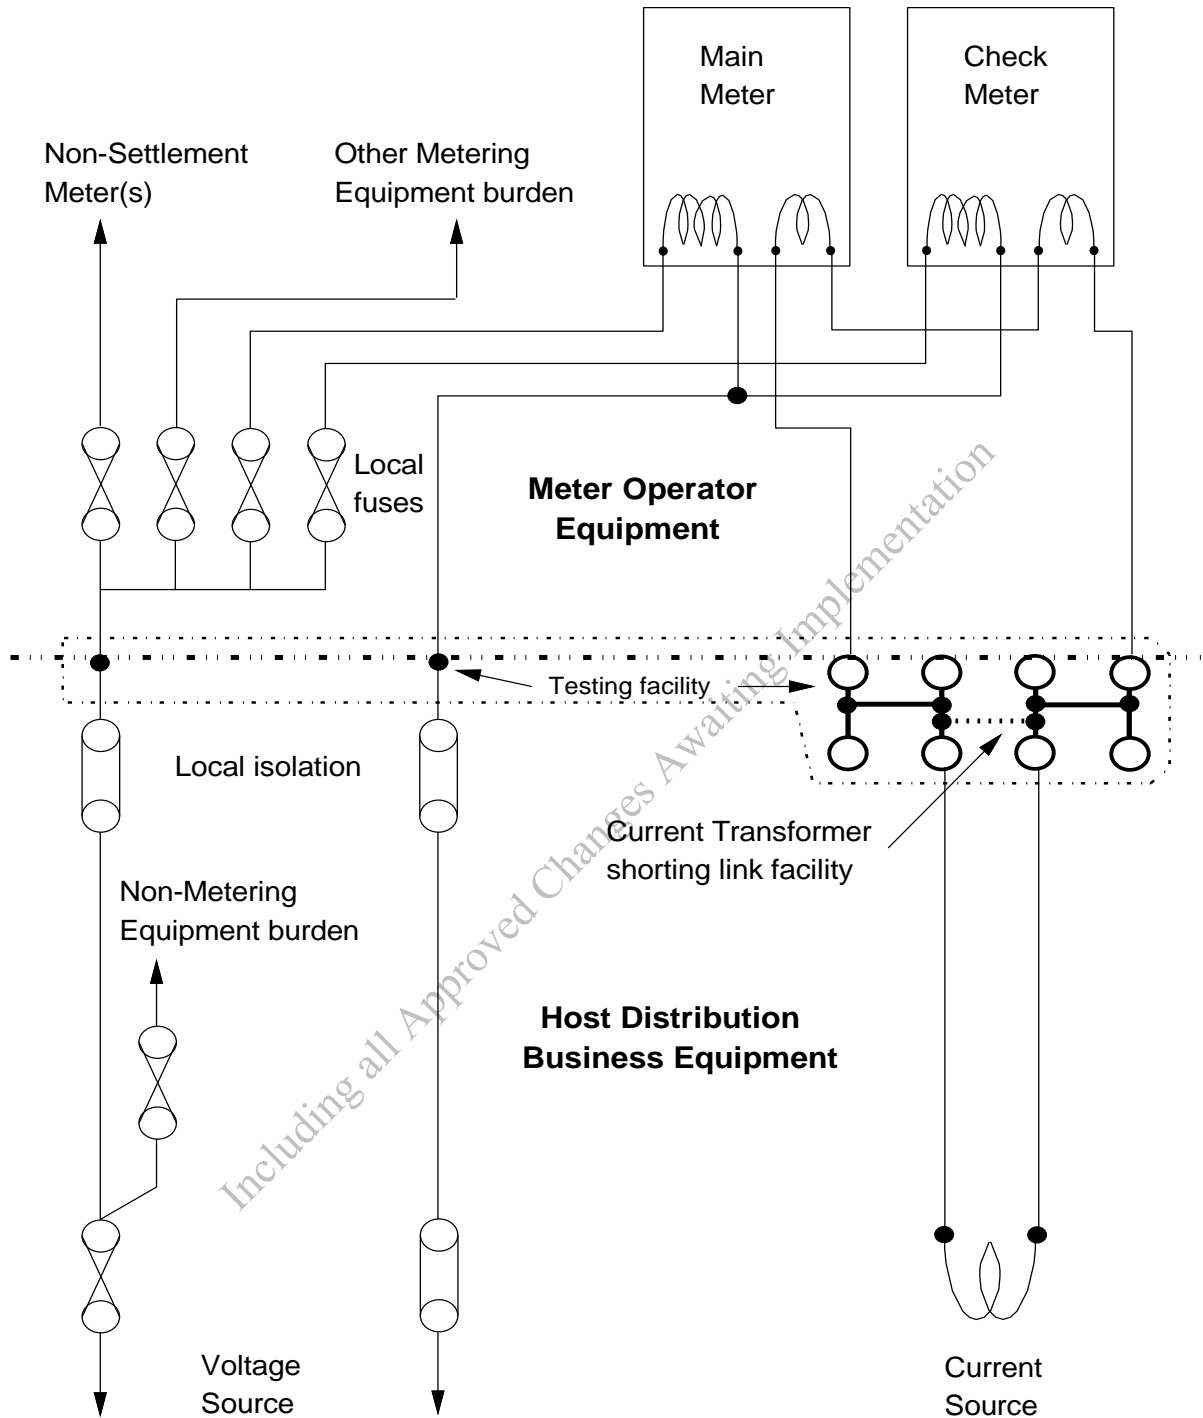 Main
Meter
Check
Meter
Non-Settlement
Meter(s)
Other Metering
Equipment burden
Local
fuses
Meter Operator
Equipment
Testing facility
Local isolation
Current Transformer
shorting link facility
Non-Metering
Equipment burden
Host Distribution
Business Equipment
Voltage
Source
Current
Source
Including all Approved Changes Awaiting Implementation